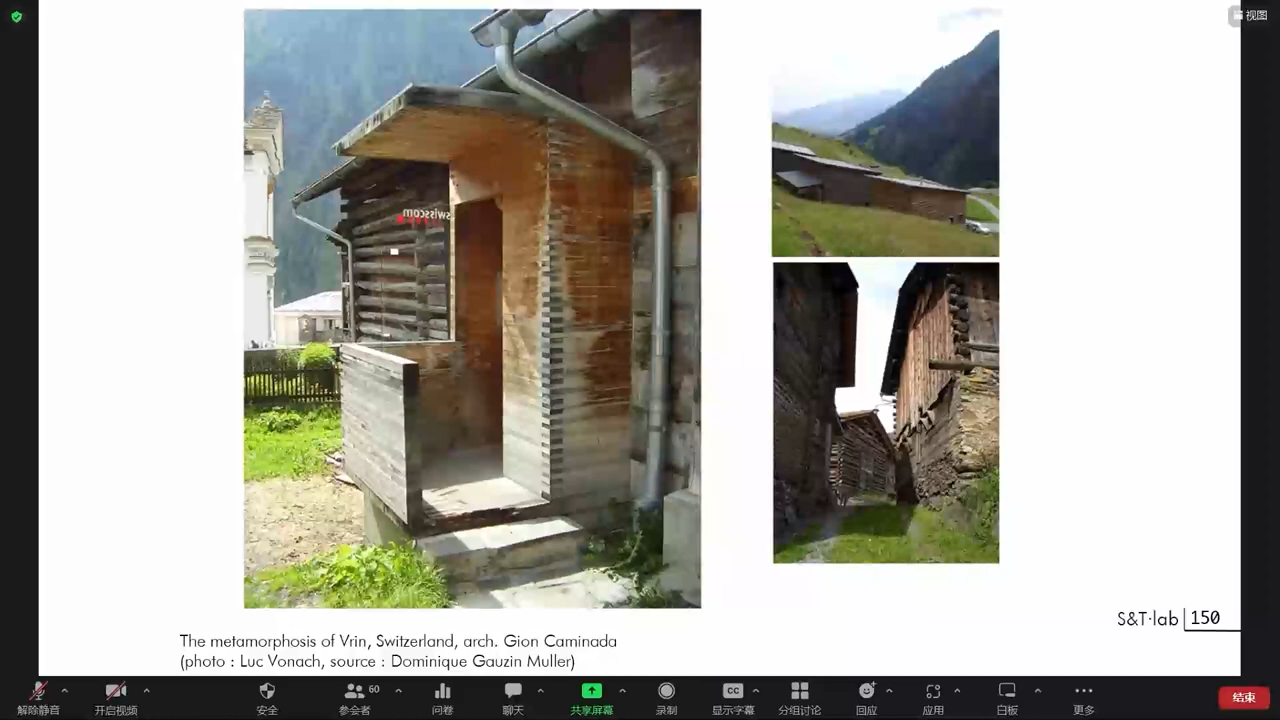 视图
swisscom
The metamorphosis of Vrin, Switzerland, arch. Gion Caminada
(photo : Luc Vonach, source : Dominique Gauzin Muller)
S&T·lab 150
解除静音
开启视频
安全
60
参会者
问卷
聊天
共享屏幕
录制
CC
显示字幕
分组讨论
回应
应用
白板
更多
结束